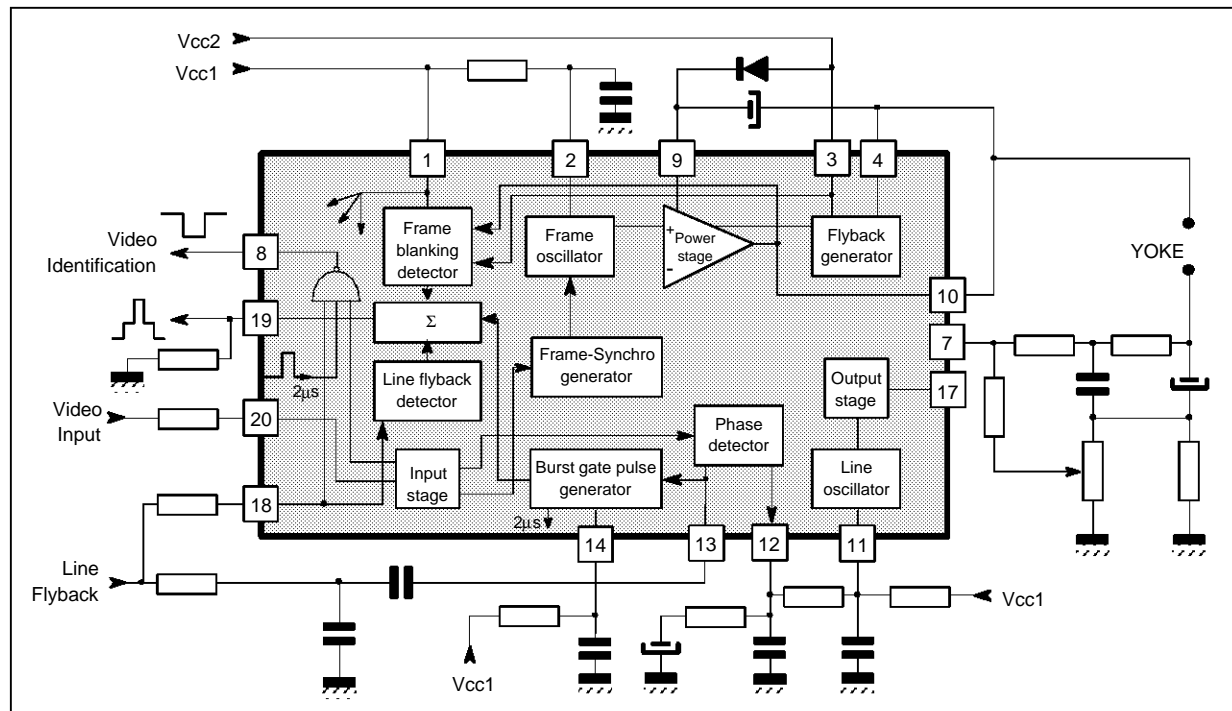 Vcc2
Vcc1
1
2
9
3
4
Frame
blanking
detector
Frame
oscillator
+
-
Power
stage
Flyback
generator
YOKE
8
Video
Identification
10
19
Σ
7
2µs
Line flyback
detector
Frame-Synchro
generator
Output
stage
17
Video
Input
20
Phase
detector
Input
stage
Burst gate pulse
generator
Line
oscillator
18
2µs
14
13
12
11
Line
Flyback
Vcc1
Vcc1